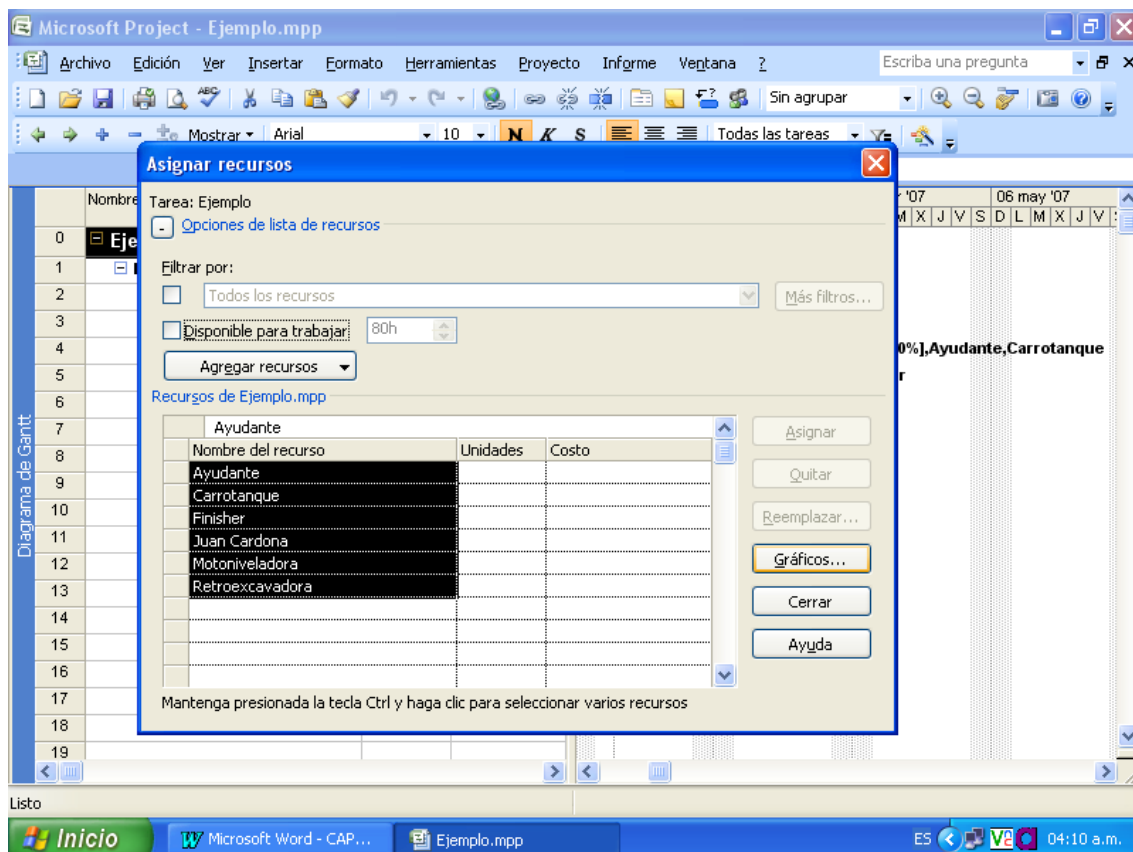 Microsoft Project - Ejemplo.mpp
Archivo Edición Ver Insertar Formato Herramientas Proyecto Informe Ventana ? Escriba una pregunta
Sin agrupar
Mostrar Arial 10 N K S Todas las tareas
Asignar recursos
Nombre
Tarea: Ejemplo
'07 06 may '07
Opciones de lista de recursos
M X J V S D L M X J V
0 Eje
1 Filtrar por:
2 Todos los recursos Más filtros...
3 Disponible para trabajar 80h
4 0%],Ayudante,Carrotanque
5 Agregar recursos r
6 Recursos de Ejemplo.mpp
7 Ayudante Asignar
8 Nombre del recurso Unidades Costo
9 Ayudante Quitar
10 Carrotanque
Finisher Reemplazar...
11 Juan Cardona
12 Motoniveladora Gráficos...
13 Retroexcavadora
14 Cerrar
15 Ayuda
16
17 Mantenga presionada la tecla Ctrl y haga clic para seleccionar varios recursos
18
19
Diagrama de Gantt
Listo
Inicio Microsoft Word - CAP... Ejemplo.mpp ES 04:10 a.m.